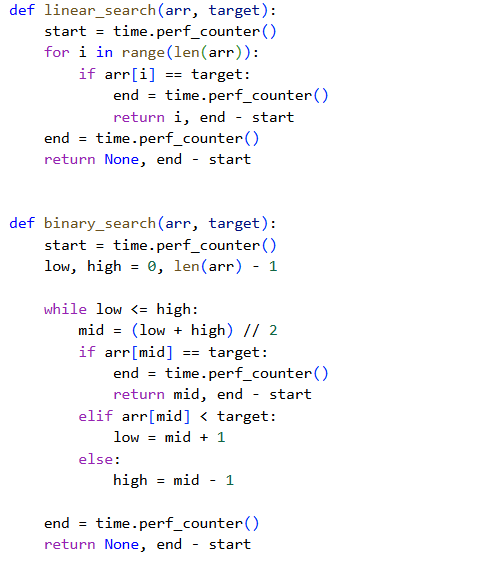 def linear_search(arr, target):
    start = time.perf_counter()
    for i in range(len(arr)):
        if arr[i] == target:
            end = time.perf_counter()
            return i, end - start
    end = time.perf_counter()
    return None, end - start

def binary_search(arr, target):
    start = time.perf_counter()
    low, high = 0, len(arr) - 1

    while low <= high:
        mid = (low + high) // 2
        if arr[mid] == target:
            end = time.perf_counter()
            return mid, end - start
        elif arr[mid] < target:
            low = mid + 1
        else:
            high = mid - 1

    end = time.perf_counter()
    return None, end - start